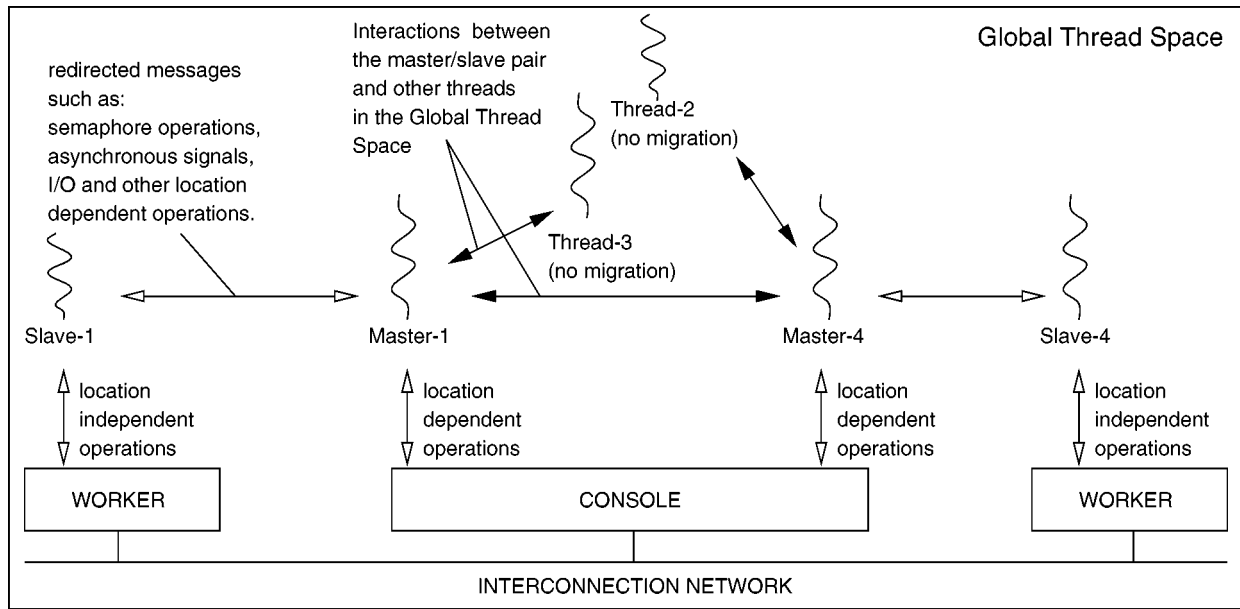 Global Thread Space
Interactions between
the master/slave pair
and other threads
in the Global Thread
Space
redirected messages
such as:
semaphore operations,
asynchronous signals,
I/O and other location
dependent operations.
Thread-2
(no migration)
Thread-3
(no migration)
Slave-1
Master-1
Master-4
Slave-4
location
independent
operations
location
dependent
operations
location
dependent
operations
location
independent
operations
WORKER
CONSOLE
WORKER
INTERCONNECTION NETWORK